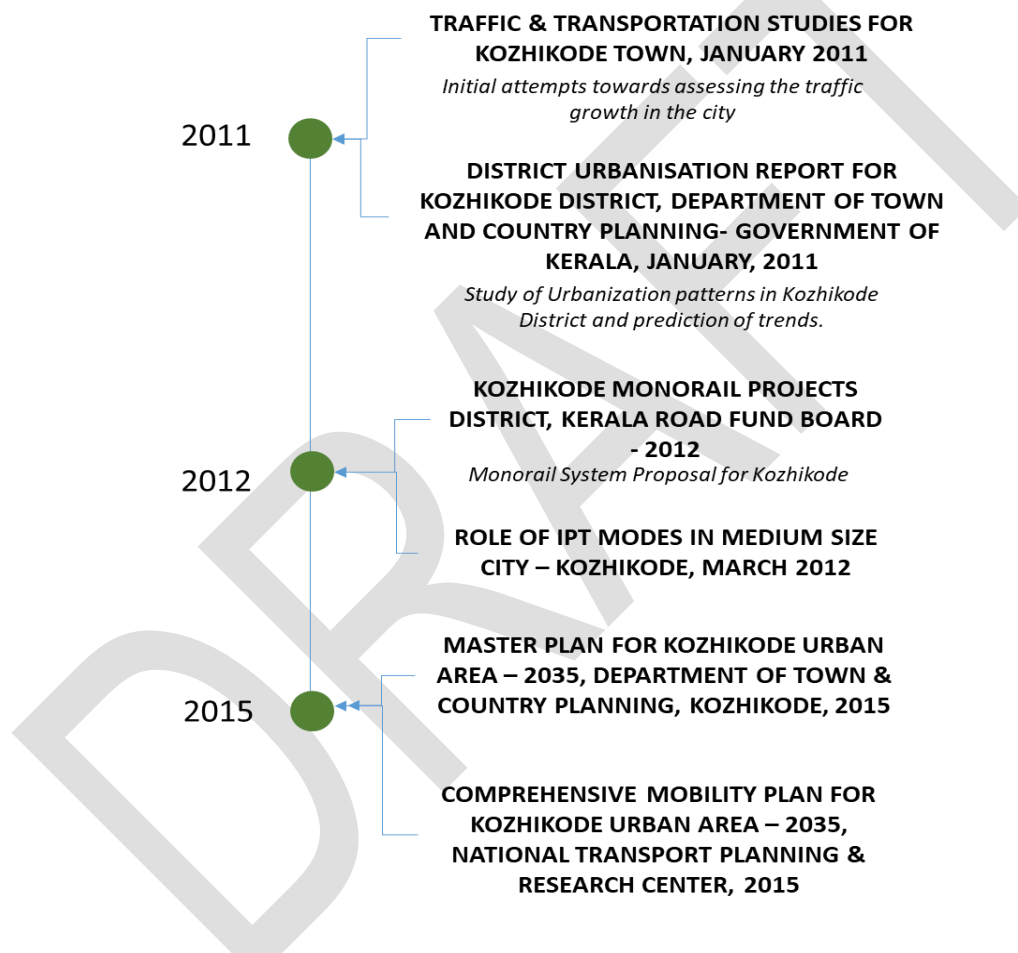 TRAFFIC & TRANSPORTATION STUDIES FOR
KOZHIKODE TOWN, JANUARY 2011
Initial attempts towards assessing the traffic
growth in the city
2011
DISTRICT URBANISATION REPORT FOR
KOZHIKODE DISTRICT, DEPARTMENT OF TOWN
AND COUNTRY PLANNING- GOVERNMENT OF
KERALA, JANUARY, 2011
Study of Urbanization patterns in Kozhikode
District and prediction of trends.
KOZHIKODE MONORAIL PROJECTS
DISTRICT, KERALA ROAD FUND BOARD
- 2012
Monorail System Proposal for Kozhikode
2012
ROLE OF IPT MODES IN MEDIUM SIZE
CITY – KOZHIKODE, MARCH 2012
MASTER PLAN FOR KOZHIKODE URBAN
AREA – 2035, DEPARTMENT OF TOWN &
COUNTRY PLANNING, KOZHIKODE, 2015
2015
COMPREHENSIVE MOBILITY PLAN FOR
KOZHIKODE URBAN AREA – 2035,
NATIONAL TRANSPORT PLANNING &
RESEARCH CENTER, 2015
DRAFT